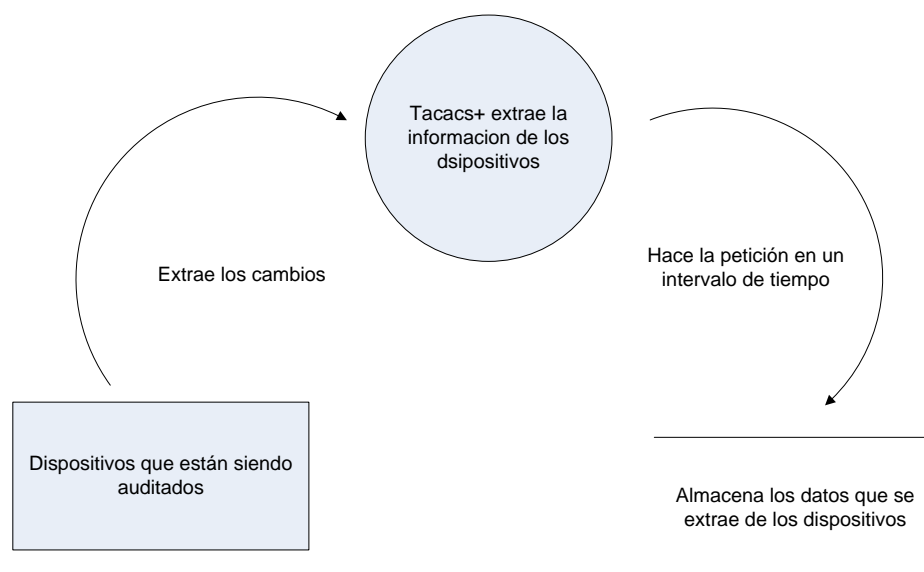 Tacacs+ extrae la
informacion de los
dsipositivos
Extrae los cambios
Hace la petición en un
intervalo de tiempo
Dispositivos que están siendo
auditados
Almacena los datos que se
extrae de los dispositivos